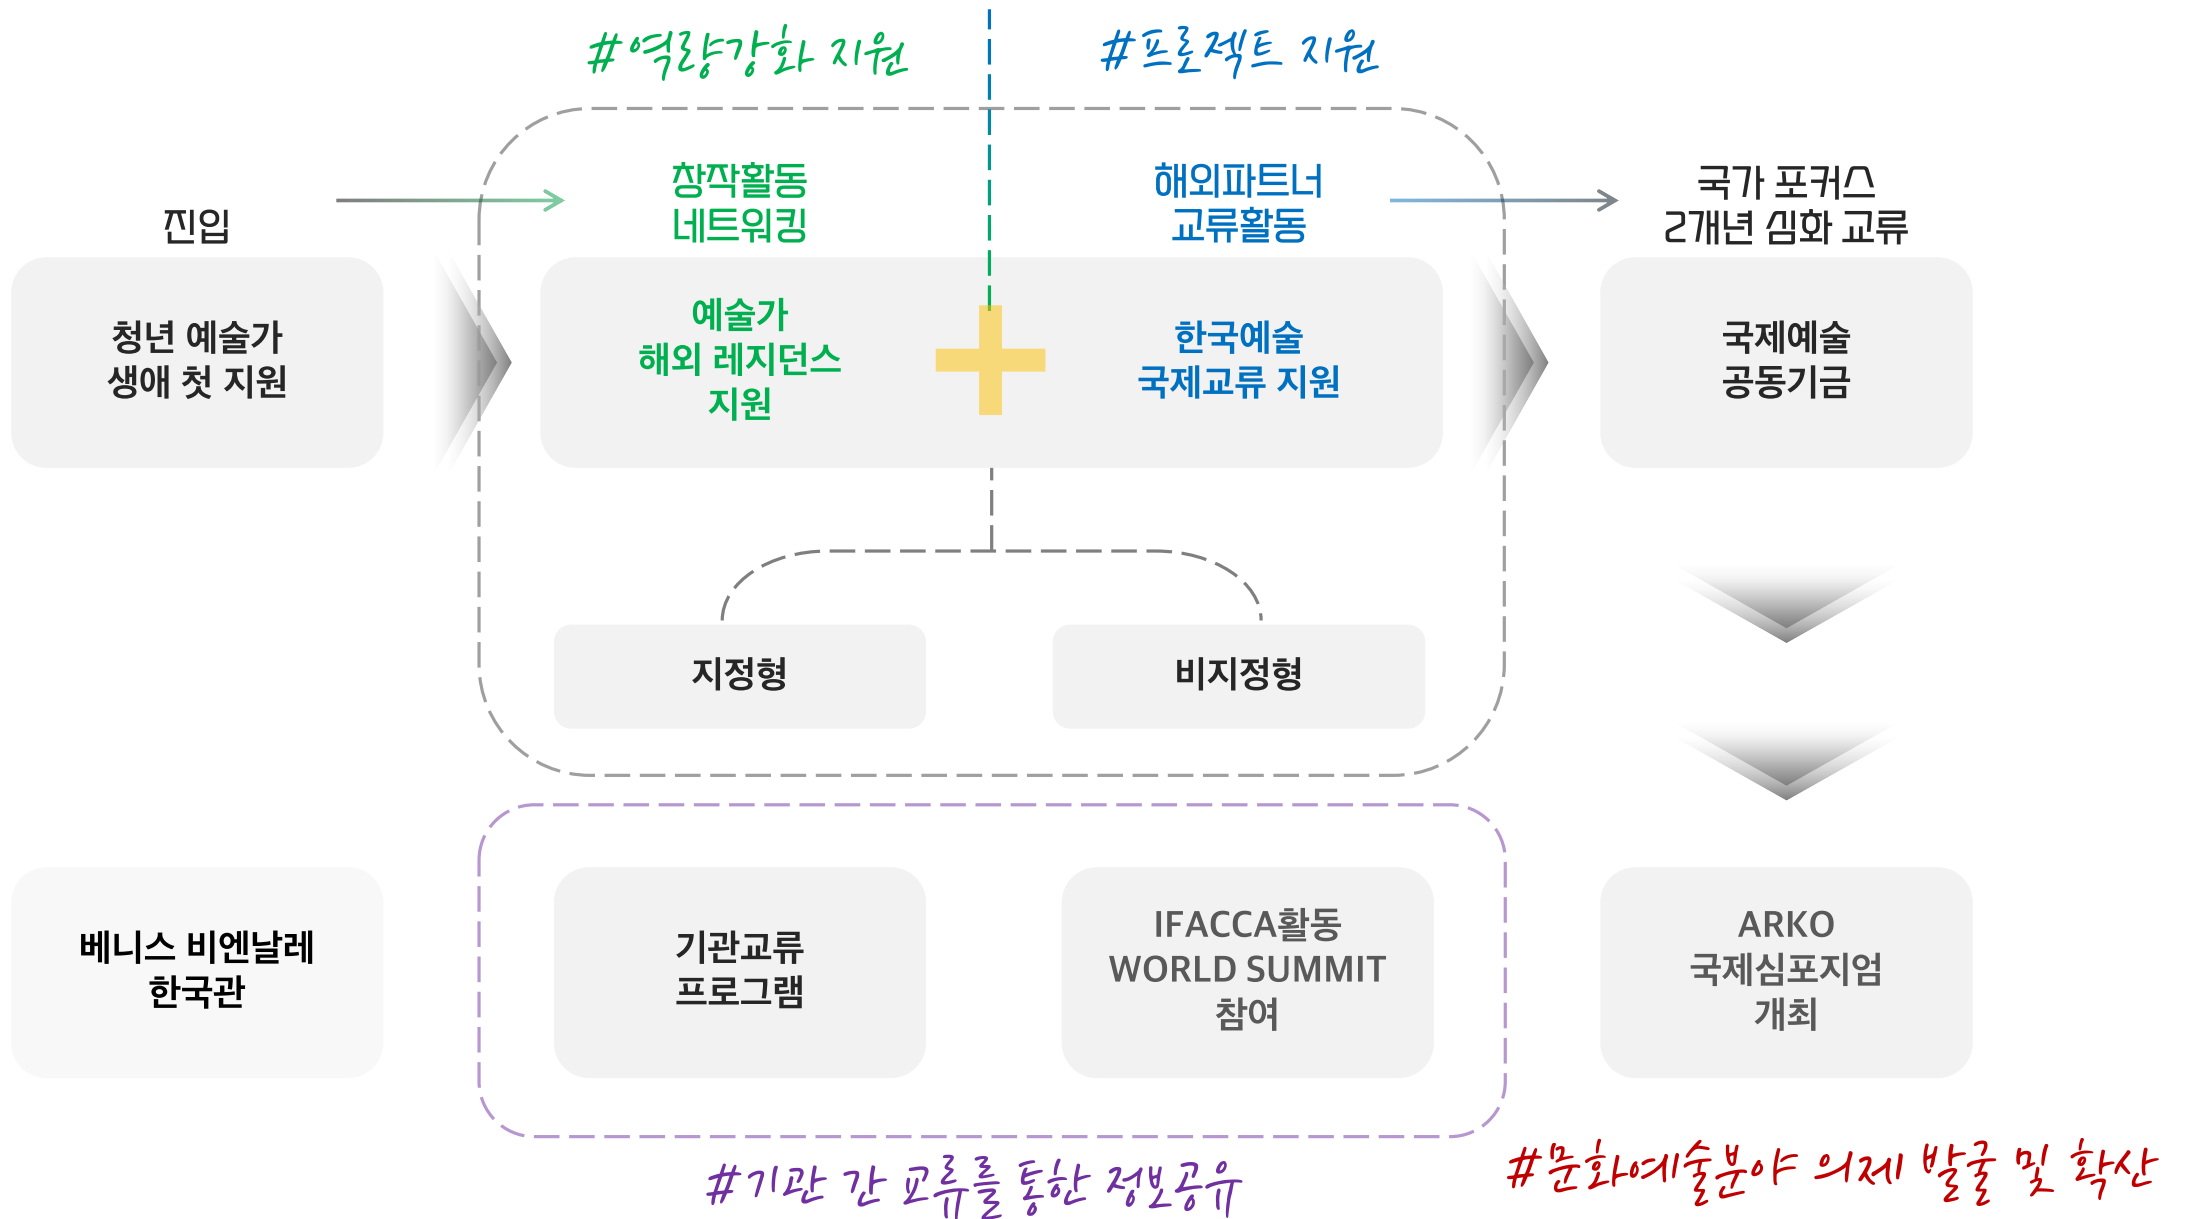 #역량강화 지원
#프로젝트 지원
진입
창작활동
네트워킹
해외파트너
교류활동
국가 포커스
2개년 심화 교류
청년 예술가
생애 첫 지원
예술가
해외 레지던스
지원
한국예술
국제교류 지원
국제예술
공동기금
지정형
비지정형
베니스 비엔날레
한국관
기관교류
프로그램
IFACCA활동
WORLD SUMMIT
참여
ARKO
국제심포지엄
개최
#기관 간 교류를 통한 정보공유
#문화예술분야 의제 발굴 및 확산